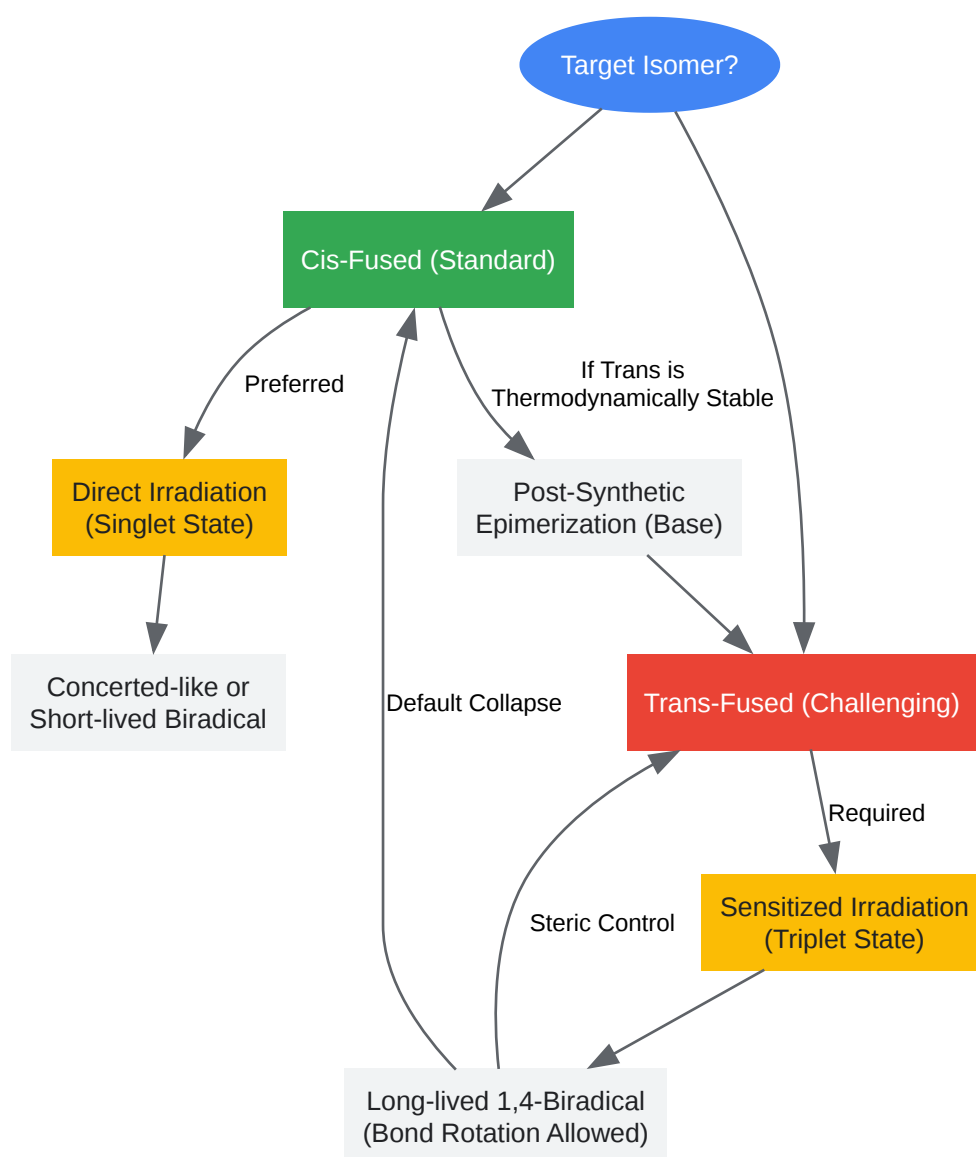 Target Isomer?
Cis-Fused (Standard)
Preferred
If Trans is
Thermodynamically Stable
Direct Irradiation
(Singlet State)
Post-Synthetic
Epimerization (Base)
Concerted-like or
Short-lived Biradical
Default Collapse
Trans-Fused (Challenging)
Required
Steric Control
Sensitized Irradiation
(Triplet State)
Long-lived 1,4-Biradical
(Bond Rotation Allowed)